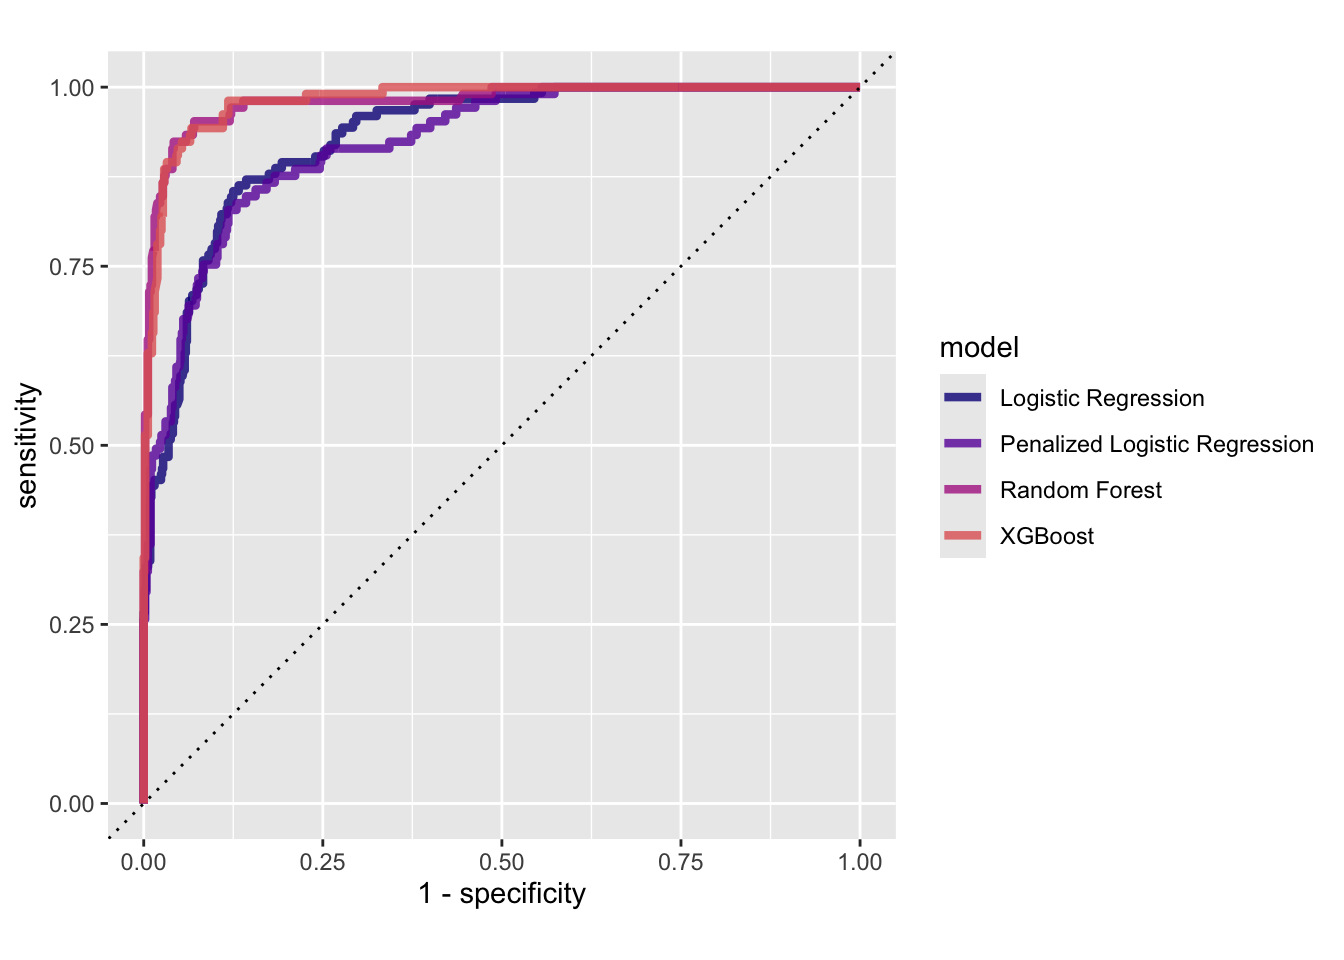 1.00
0.75
0.50
0.25
0.00
sensitivity
0.00 0.25 0.50 0.75 1.00
1 - specificity
model
Logistic Regression
Penalized Logistic Regression
Random Forest
XGBoost